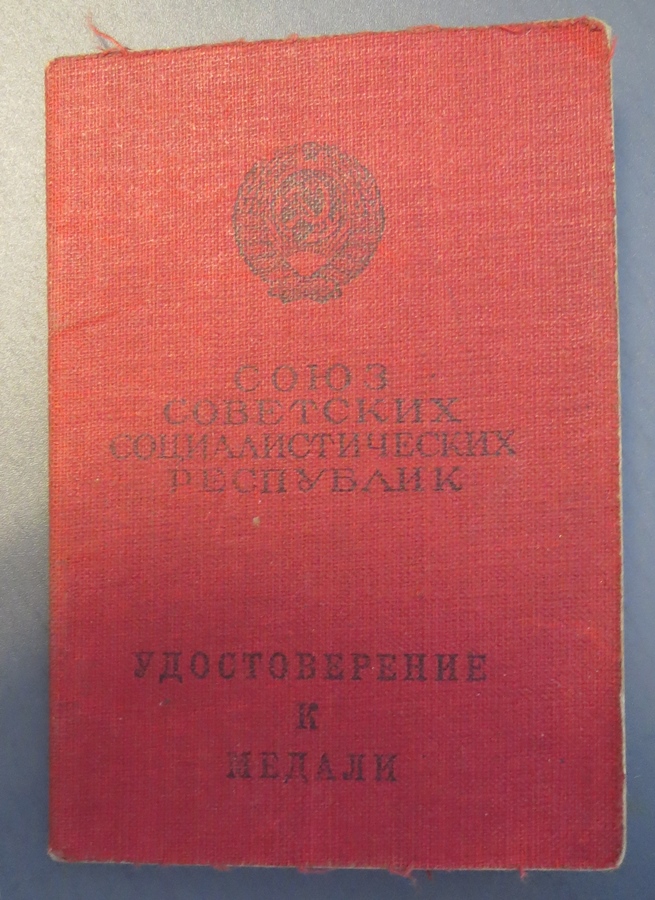 СОЮЗ
СОВЕТСКИХ
СОЦИАЛИСТИЧЕСКИХ
РЕСПУБЛИК
УДОСТОВЕРЕНИЕ
К
МЕДАЛИ